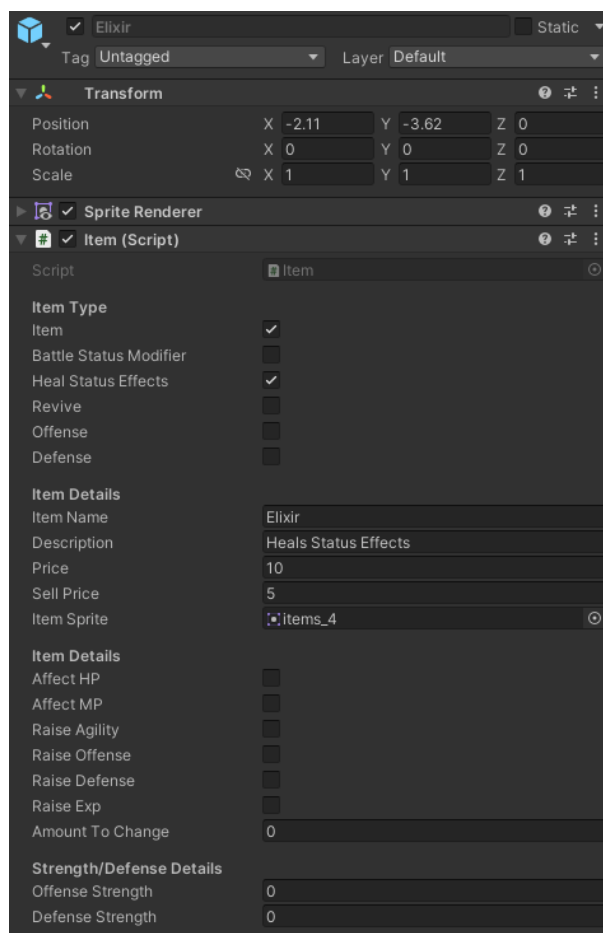 Elixir Static
Tag Untagged Layer Default
Transform
Position X -2.11 Y -3.62 Z 0
Rotation X 0 Y 0 Z 0
Scale X 1 Y 1 Z 1
Sprite Renderer
# Item (Script)
Script # Item
Item Type
Item
Battle Status Modifier
Heal Status Effects
Revive
Offense
Defense
Item Details
Item Name Elixir
Description Heals Status Effects
Price 10
Sell Price 5
Item Sprite items_4
Item Details
Affect HP
Affect MP
Raise Agility
Raise Offense
Raise Defense
Raise Exp
Amount To Change 0
Strength/Defense Details
Offense Strength 0
Defense Strength 0